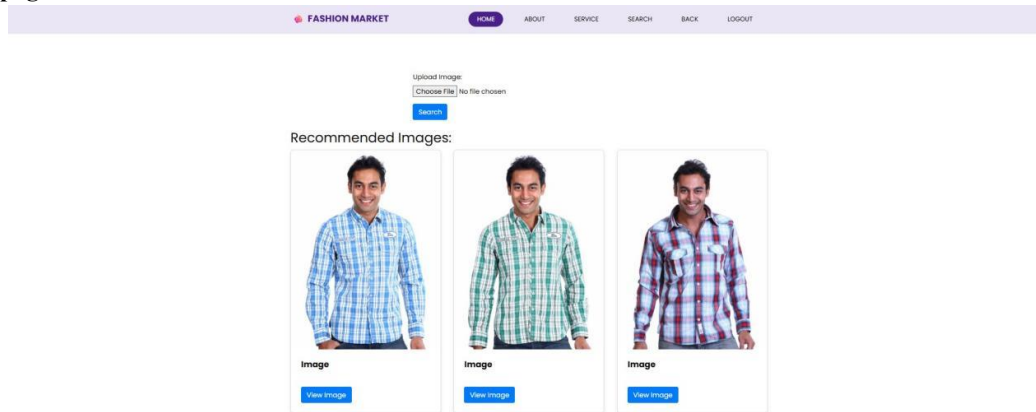 FASHION MARKET HOME ABOUT SERVICE SEARCH BACK LOGOUT
Upload Image:
Choose File No file chosen
Search
Recommended Images:
Image Image Image
View Image View Image View Image